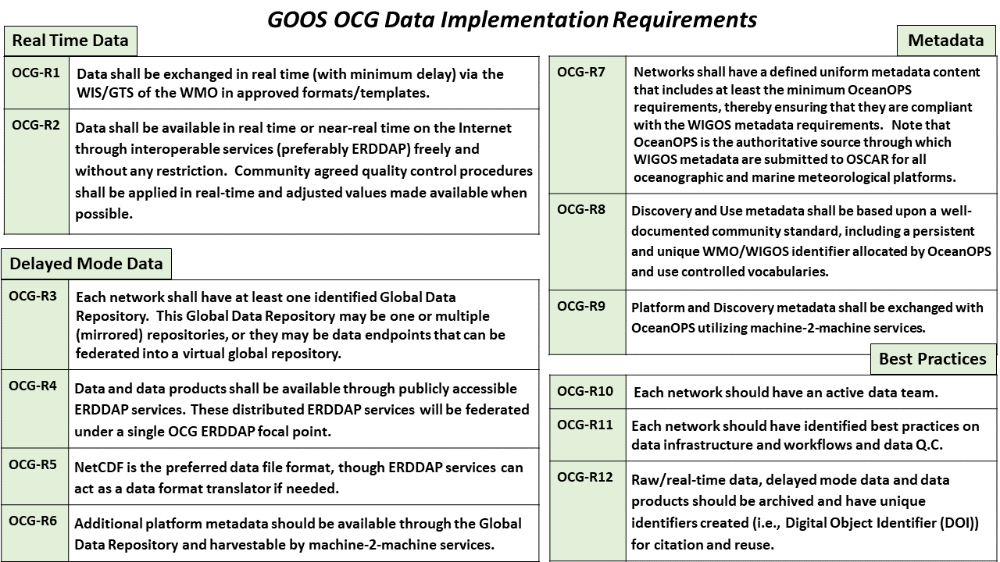 GOOS OCG Data Implementation Requirements
Real Time Data
OCG-R1
Data shall be exchanged in real time (with minimum delay) via the
WIS/GTS of the WMO in approved formats/templates.
OCG-R2
Data shall be available in real time or near-real time on the Internet
through interoperable services (preferably ERDDAP) freely and
without any restriction. Community agreed quality control procedures
shall be applied in real-time and adjusted values made available when
possible.
Delayed Mode Data
OCG-R3
Each network shall have at least one identified Global Data
Repository. This Global Data Repository may be one or multiple
(mirrored) repositories, or they may be data endpoints that can be
federated into a virtual global repository.
OCG-R4
Data and data products shall be available through publicly accessible
ERDDAP services. These distributed ERDDAP services will be federated
under a single OCG ERDDAP focal point.
OCG-R5
NetCDF is the preferred data file format, though ERDDAP services can
act as a data format translator if needed.
OCG-R6
Additional platform metadata should be available through the Global
Data Repository and harvestable by machine-2-machine services.
Metadata
OCG-R7
Networks shall have a defined uniform metadata content
that includes at least the minimum OceanOPS
requirements, thereby ensuring that they are compliant
with the WIGOS metadata requirements. Note that
OceanOPS is the authoritative source through which
WIGOS metadata are submitted to OSCAR for all
oceanographic and marine meteorological platforms.
OCG-R8
Discovery and Use metadata shall be based upon a well-
documented community standard, including a persistent
and unique WMO/WIGOS identifier allocated by OceanOPS
and use controlled vocabularies.
OCG-R9
Platform and Discovery metadata shall be exchanged with
OceanOPS utilizing machine-2-machine services.
Best Practices
OCG-R10
Each network should have an active data team.
OCG-R11
Each network should have identified best practices on
data infrastructure and workflows and data Q.C.
OCG-R12
Raw/real-time data, delayed mode data and data
products should be archived and have unique
identifiers created (i.e., Digital Object Identifier (DOI))
for citation and reuse.